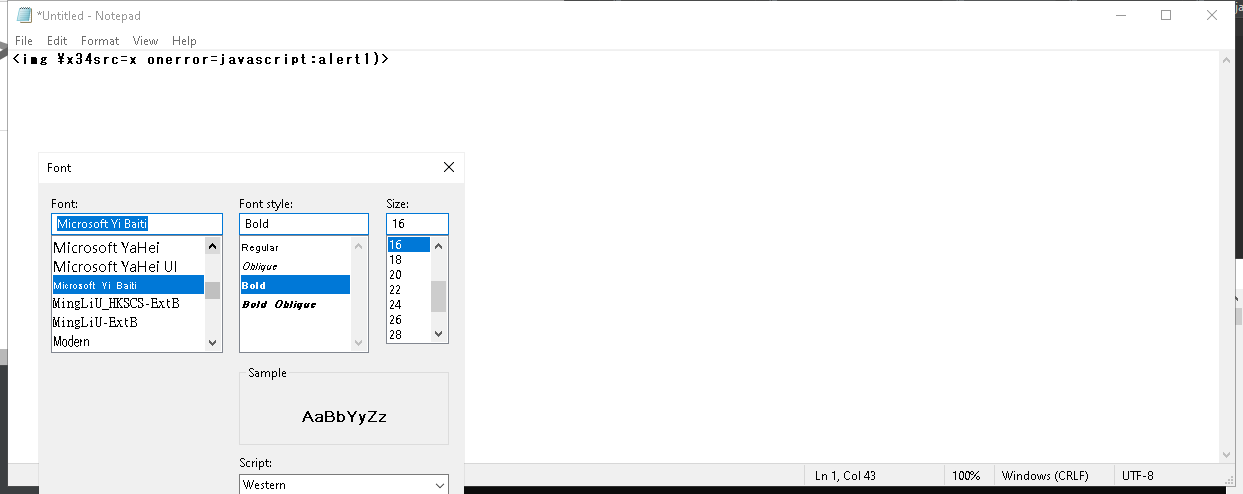 *Untitled - Notepad
File Edit Format View Help
<img ¥x34src=x onerror=javascript:alert1)>
Font
Font: Font style: Size:
Microsoft Yi Baiti Bold 16
Microsoft YaHei Regular 16
Microsoft YaHei UI Oblique 18
Microsoft Yi Baiti Bold 20
MingLiU_HKSCS-ExtB Bold Oblique 22
MingLiU-ExtB 24
Modern 26
28
Sample
AaBbYyZz
Script:
Western
Ln 1, Col 43 100% Windows (CRLF) UTF-8